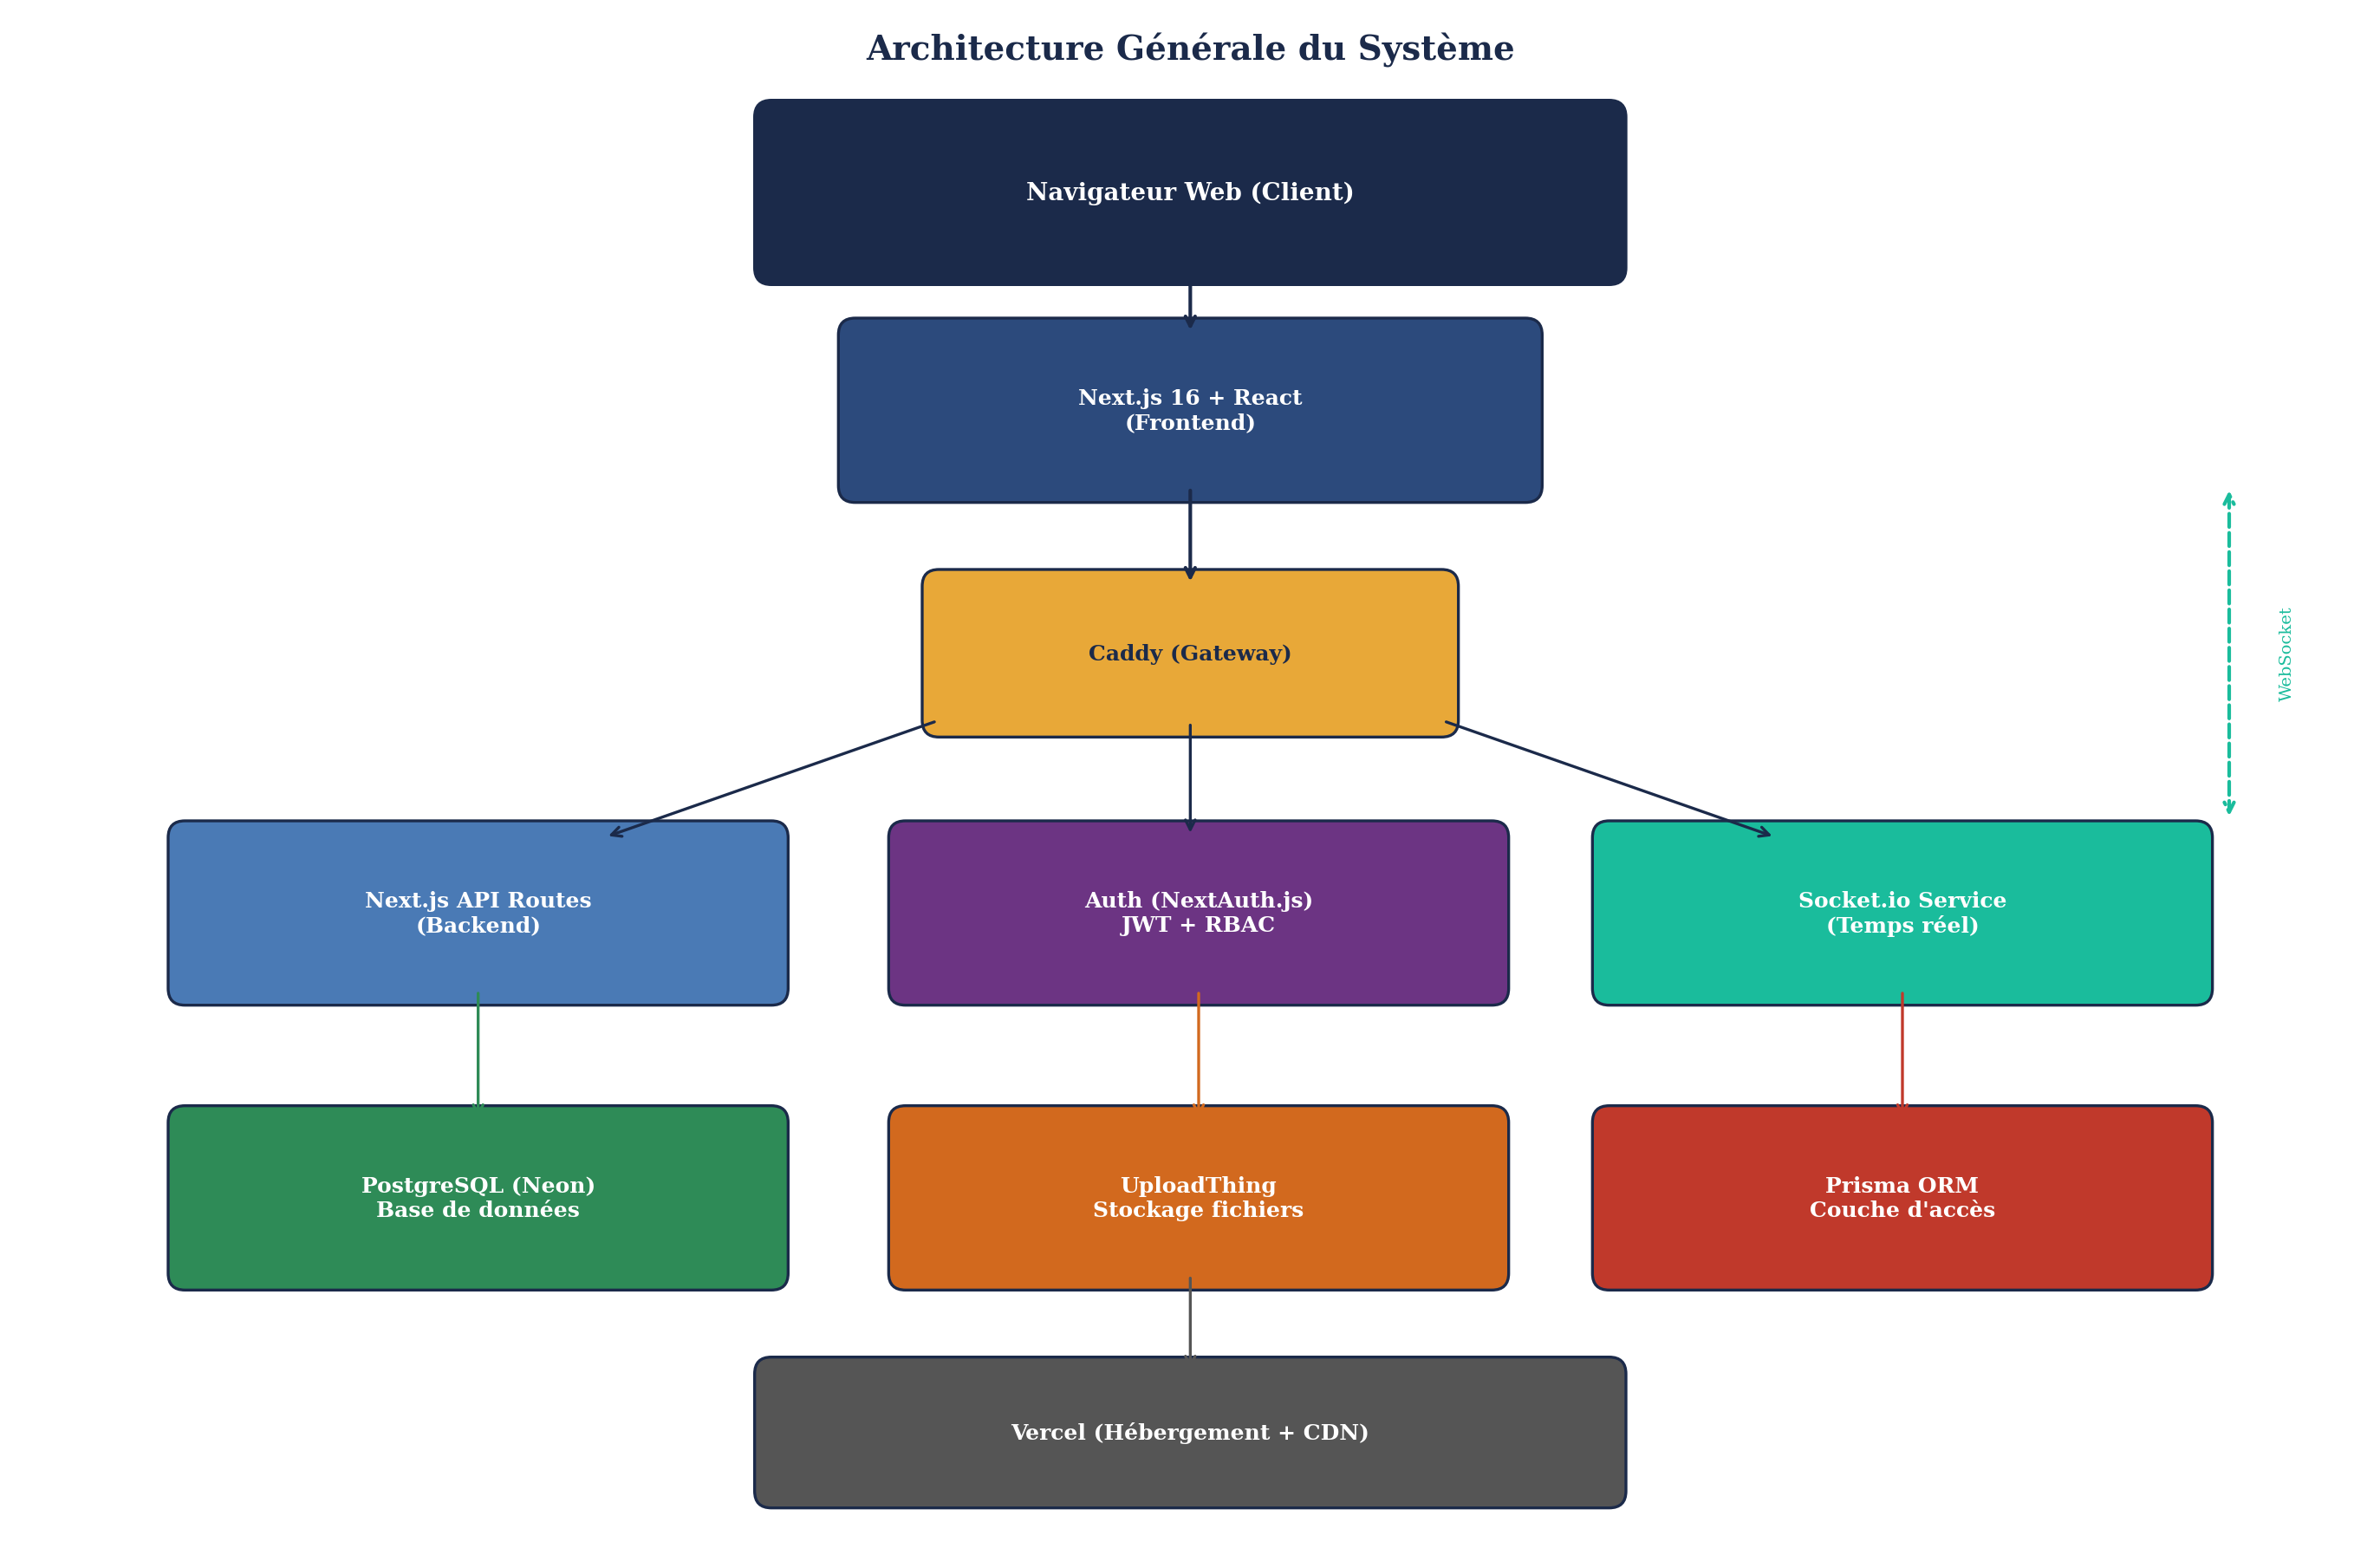 Architecture Générale du Système
Navigateur Web (Client)
Next.js 16 + React
(Frontend)
Caddy (Gateway)
WebSocket
Next.js API Routes
(Backend)
Auth (NextAuth.js)
JWT + RBAC
Socket.io Service
(Temps réel)
PostgreSQL (Neon)
Base de données
UploadThing
Stockage fichiers
Prisma ORM
Couche d'accès
Vercel (Hébergement + CDN)